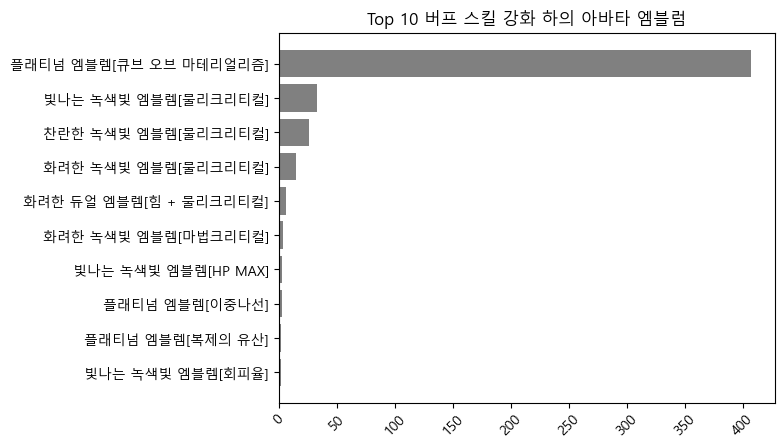 Top 10 버프 스킬 강화 하의 아바타 엠블럼
플래티넘 엠블렘[큐브 오브 마테리얼리즘]
빛나는 녹색빛 엠블렘[물리크리티컬]
찬란한 녹색빛 엠블렘[물리크리티컬]
화려한 녹색빛 엠블렘[물리크리티컬]
화려한 듀얼 엠블렘[힘 + 물리크리티컬]
화려한 녹색빛 엠블렘[마법크리티컬]
빛나는 녹색빛 엠블렘[HP MAX]
플래티넘 엠블렘[이중나선]
플래티넘 엠블렘[복제의 유산]
빛나는 녹색빛 엠블렘[회피율]
0 50 100 150 200 250 300 350 400